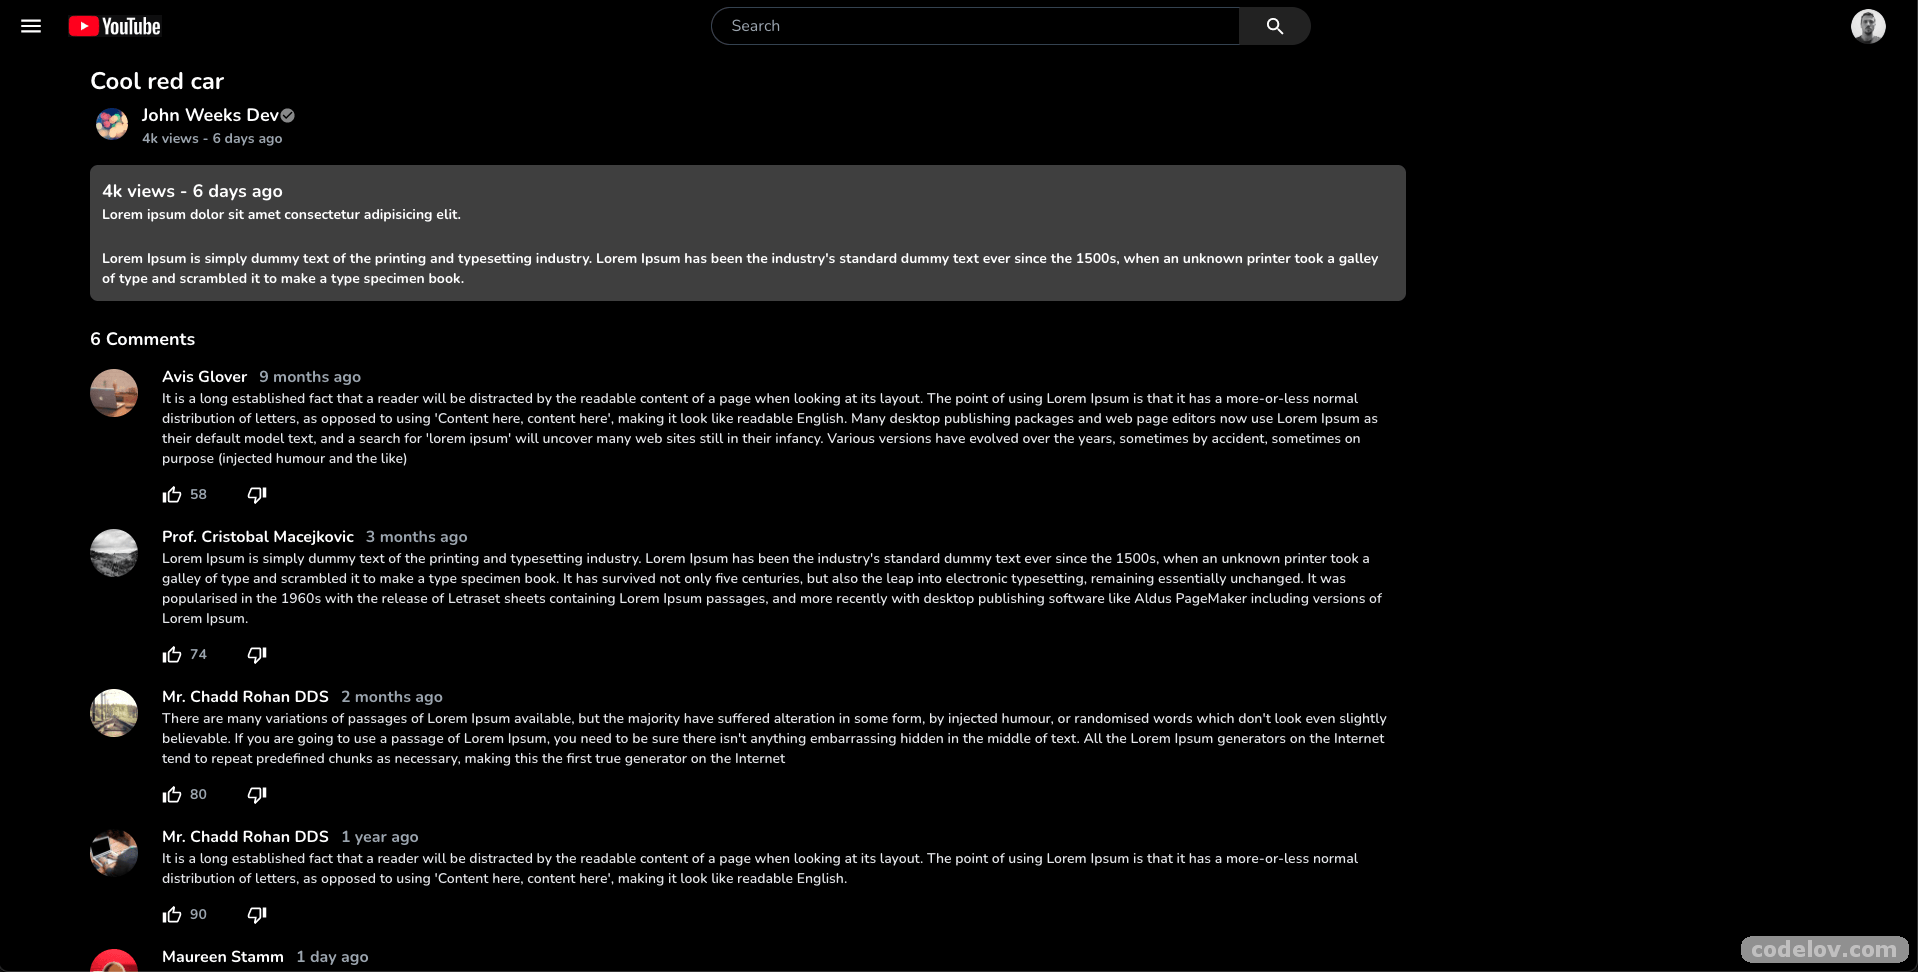 YouTube
Search
Cool red car
John Weeks Dev
4k views - 6 days ago
4k views - 6 days ago
Lorem ipsum dolor sit amet consectetur adipisicing elit.
Lorem Ipsum is simply dummy text of the printing and typesetting industry. Lorem Ipsum has been the industry's standard dummy text ever since the 1500s, when an unknown printer took a galley
of type and scrambled it to make a type specimen book.
6 Comments
Avis Glover 9 months ago
It is a long established fact that a reader will be distracted by the readable content of a page when looking at its layout. The point of using Lorem Ipsum is that it has a more-or-less normal
distribution of letters, as opposed to using 'Content here, content here', making it look like readable English. Many desktop publishing packages and web page editors now use Lorem Ipsum as
their default model text, and a search for 'lorem ipsum' will uncover many web sites still in their infancy. Various versions have evolved over the years, sometimes by accident, sometimes on
purpose (injected humour and the like)
58
Prof. Cristobal Macejkovic 3 months ago
Lorem Ipsum is simply dummy text of the printing and typesetting industry. Lorem Ipsum has been the industry's standard dummy text ever since the 1500s, when an unknown printer took a
galley of type and scrambled it to make a type specimen book. It has survived not only five centuries, but also the leap into electronic typesetting, remaining essentially unchanged. It was
popularised in the 1960s with the release of Letraset sheets containing Lorem Ipsum passages, and more recently with desktop publishing software like Aldus PageMaker including versions of
Lorem Ipsum.
74
Mr. Chadd Rohan DDS 2 months ago
There are many variations of passages of Lorem Ipsum available, but the majority have suffered alteration in some form, by injected humour, or randomised words which don't look even slightly
believable. If you are going to use a passage of Lorem Ipsum, you need to be sure there isn't anything embarrassing hidden in the middle of text. All the Lorem Ipsum generators on the Internet
tend to repeat predefined chunks as necessary, making this the first true generator on the Internet
80
Mr. Chadd Rohan DDS 1 year ago
It is a long established fact that a reader will be distracted by the readable content of a page when looking at its layout. The point of using Lorem Ipsum is that it has a more-or-less normal
distribution of letters, as opposed to using 'Content here, content here', making it look like readable English.
90
Maureen Stamm 1 day ago
codelov.com